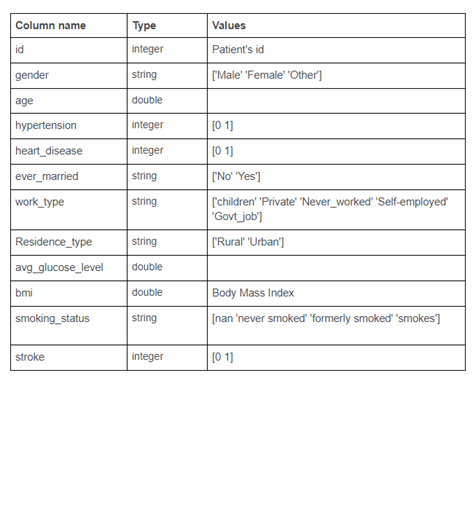 Column name Type Values
id integer Patient's id
gender string ['Male' 'Female' 'Other']
age double
hypertension integer [0 1]
heart_disease integer [0 1]
ever_married string ['No' 'Yes']
work_type string ['children' 'Private' 'Never_worked' 'Self-employed'
'Govt_job']
Residence_type string ['Rural' 'Urban']
avg_glucose_level double
bmi double Body Mass Index
smoking_status string [nan 'never smoked' 'formerly smoked' 'smokes']
stroke integer [0 1]